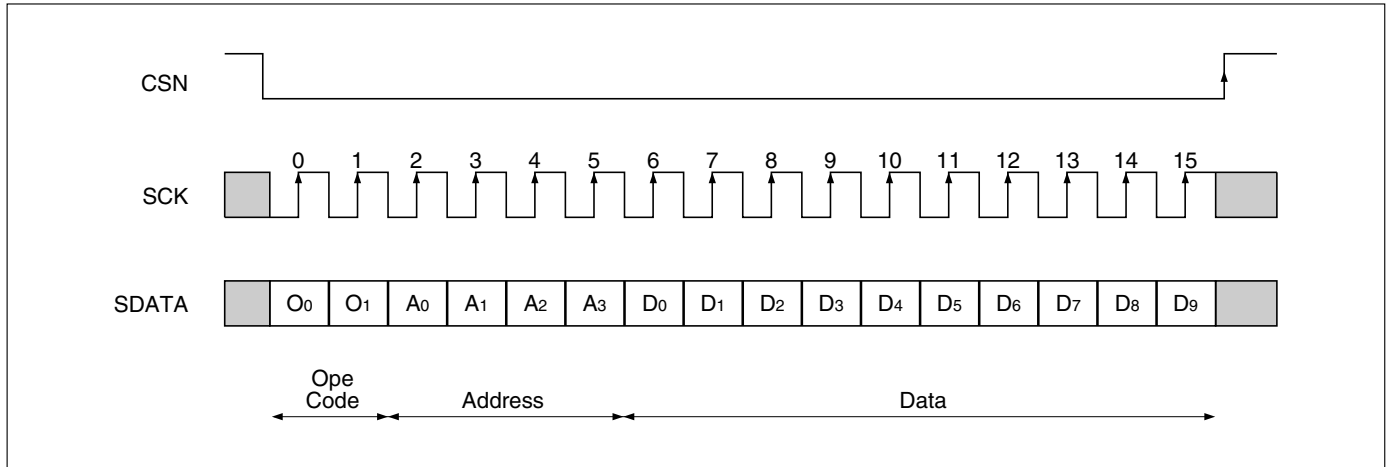 CSN
0 1 2 3 4 5 6 7 8 9 10 11 12 13 14 15
SCK
SDATA O0 O1 A0 A1 A2 A3 D0 D1 D2 D3 D4 D5 D6 D7 D8 D9
Ope
Code Address Data